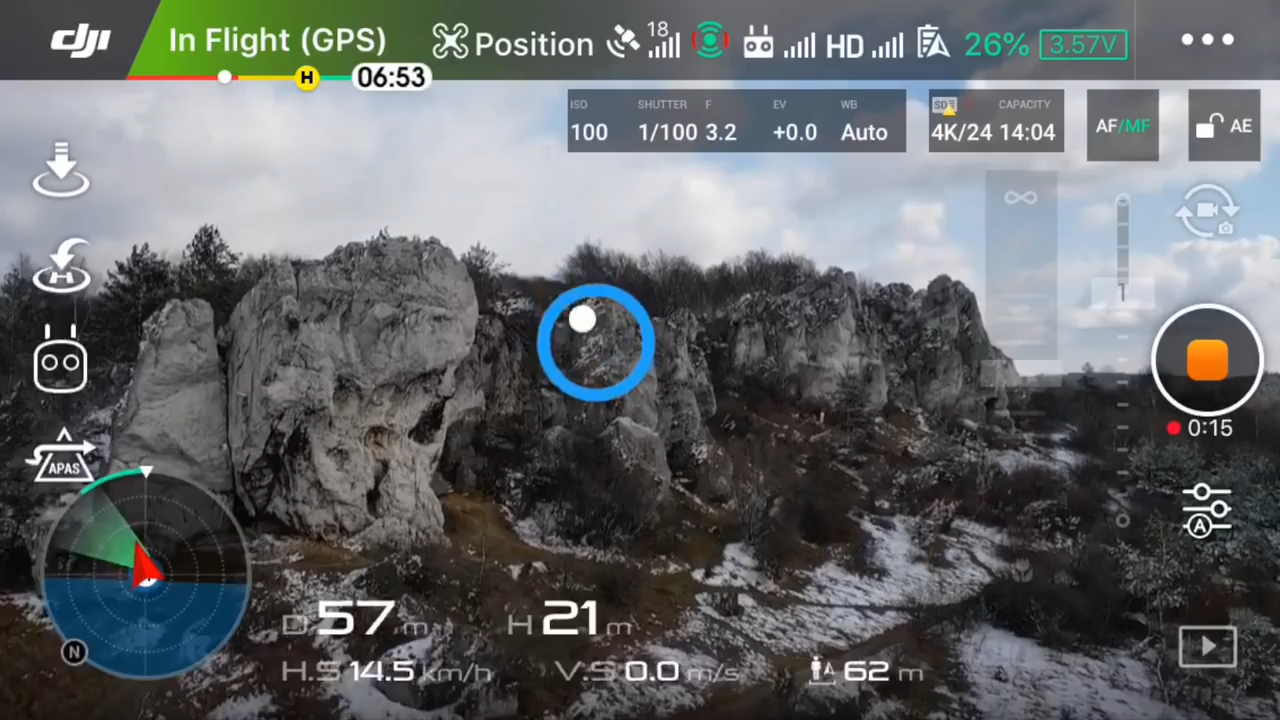 dji In Flight (GPS) Position 18 HD 26% 3.57V
H 06:53
ISO SHUTTER F EV WB CAPACITY
100 1/100 3.2 +0.0 Auto 4K/24 14:04 AF/MF AE
H
0:15
APAS
A
N
D 57 m H 21 m
H.S 14.5 km/h V.S 0.0 m/s A 62 m